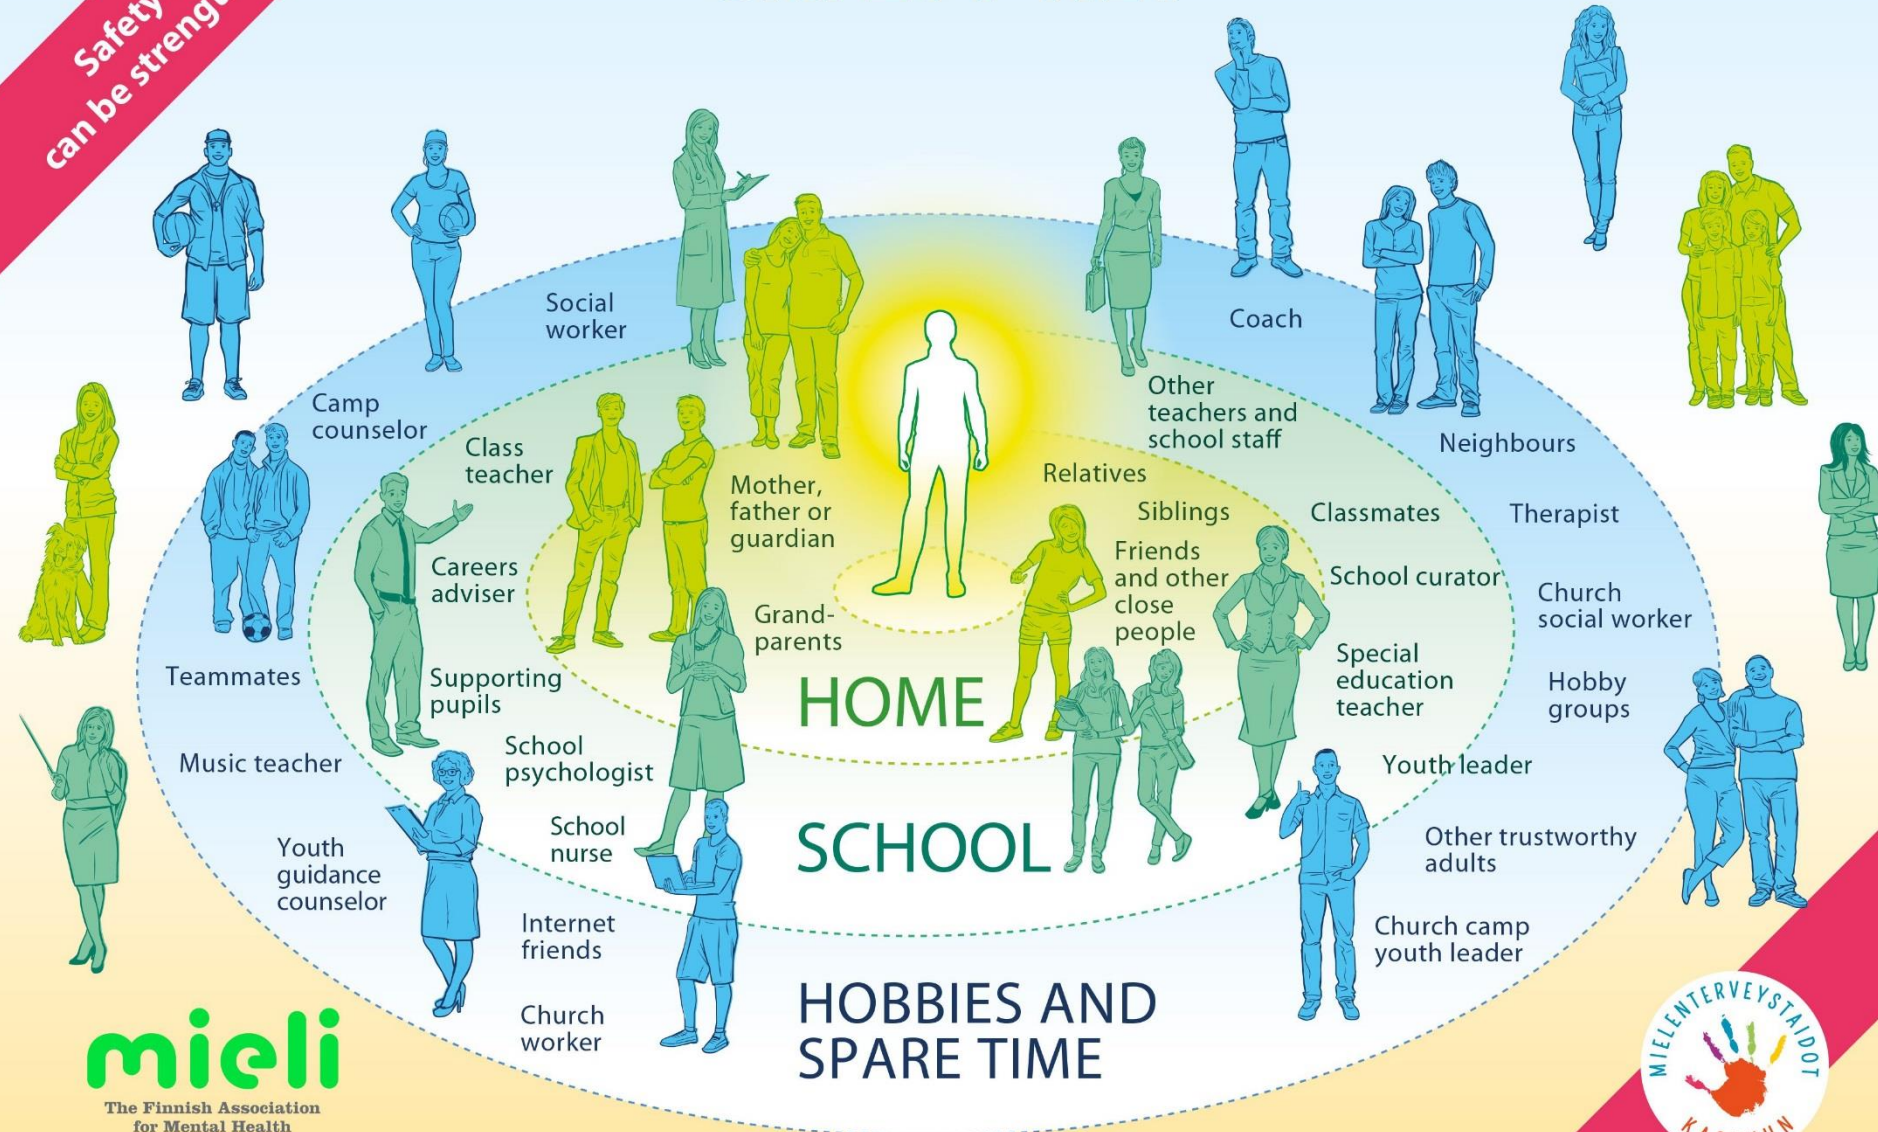 Safety
can be streng
Social
worker
Coach
Camp
counselor
Class
teacher
Other
teachers and
school staff
Neighbours
Relatives
Mother,
father or
guardian
Siblings
Classmates
Therapist
Friends
and other
close
people
Careers
adviser
School curator
Church
social worker
Grand-
parents
Special
education
teacher
Teammates
Supporting
pupils
HOME
Hobby
groups
Music teacher
School
psychologist
Youth leader
School
nurse
SCHOOL
Other trustworthy
adults
Youth
guidance
counselor
Internet
friends
Church camp
youth leader
Church
worker
HOBBIES AND
SPARE TIME
mieli
The Finnish Association
for Mental Health
MIELENTERVEYSTAIDOT